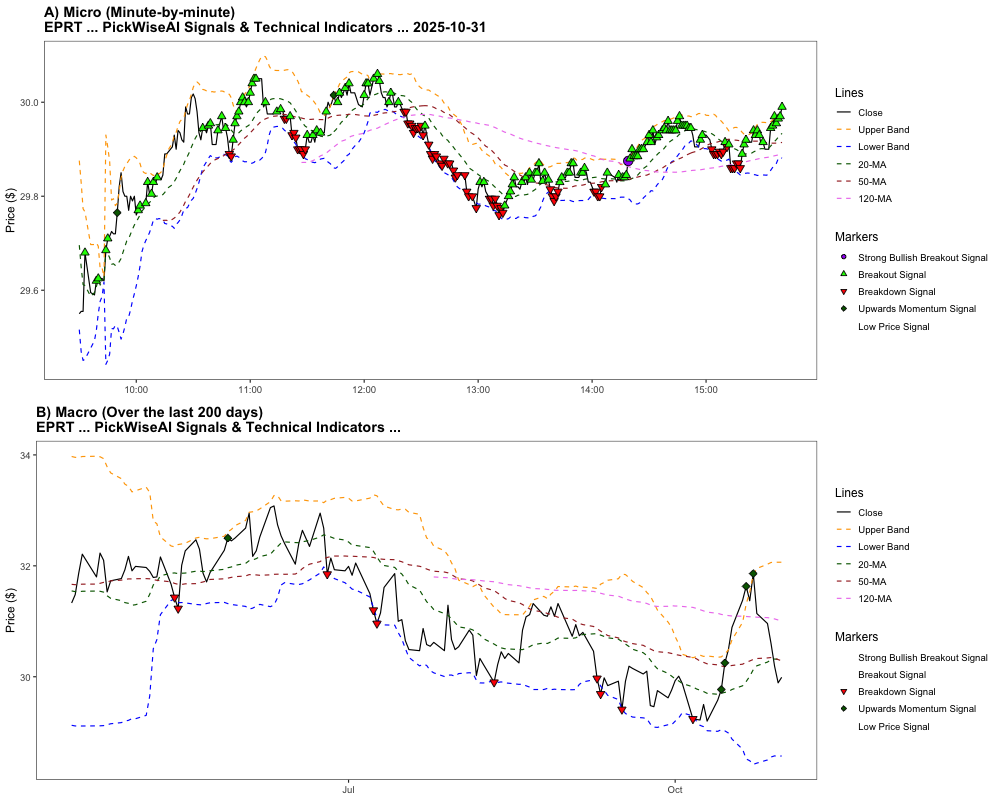 A) Micro (Minute-by-minute)
EPRT ... PickWiseAI Signals & Technical Indicators ... 2025-10-31
Price ($)
30.0
29.8
29.6
10:00
11:00
12:00
13:00
14:00
15:00
Lines
Close
Upper Band
Lower Band
20-MA
50-MA
120-MA
Markers
Strong Bullish Breakout Signal
Breakout Signal
Breakdown Signal
Upwards Momentum Signal
Low Price Signal
B) Macro (Over the last 200 days)
EPRT ... PickWiseAI Signals & Technical Indicators ...
Price ($)
34
32
30
Jul
Oct
Lines
Close
Upper Band
Lower Band
20-MA
50-MA
120-MA
Markers
Strong Bullish Breakout Signal
Breakout Signal
Breakdown Signal
Upwards Momentum Signal
Low Price Signal